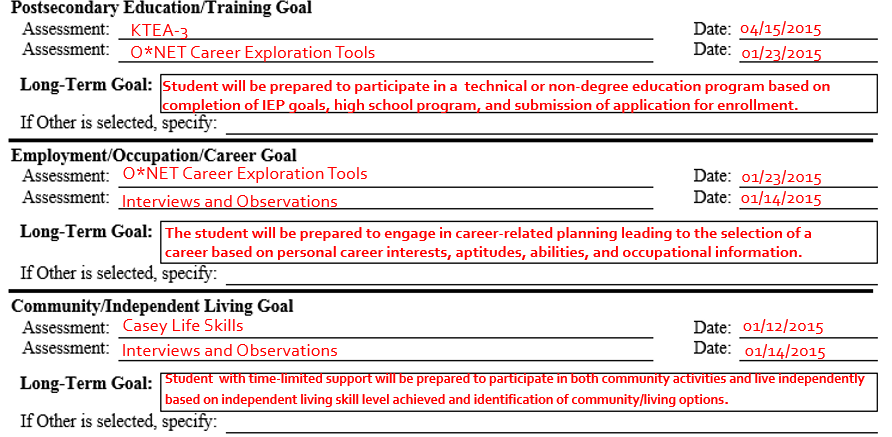 Postsecondary Education/Training Goal
Assessment: KTEA-3 Date: 04/15/2015
Assessment: O*NET Career Exploration Tools Date: 01/23/2015
Long-Term Goal: Student will be prepared to participate in a technical or non-degree education program based on
completion of IEP goals, high school program, and submission of application for enrollment.
If Other is selected, specify:
Employment/Occupation/Career Goal
Assessment: O*NET Career Exploration Tools Date: 01/23/2015
Assessment: Interviews and Observations Date: 01/14/2015
Long-Term Goal: The student will be prepared to engage in career-related planning leading to the selection of a
career based on personal career interests, aptitudes, abilities, and occupational information.
If Other is selected, specify:
Community/Independent Living Goal
Assessment: Casey Life Skills Date: 01/12/2015
Assessment: Interviews and Observations Date: 01/14/2015
Long-Term Goal: Student with time-limited support will be prepared to participate in both community activities and live independently
based on independent living skill level achieved and identification of community/living options.
If Other is selected, specify: